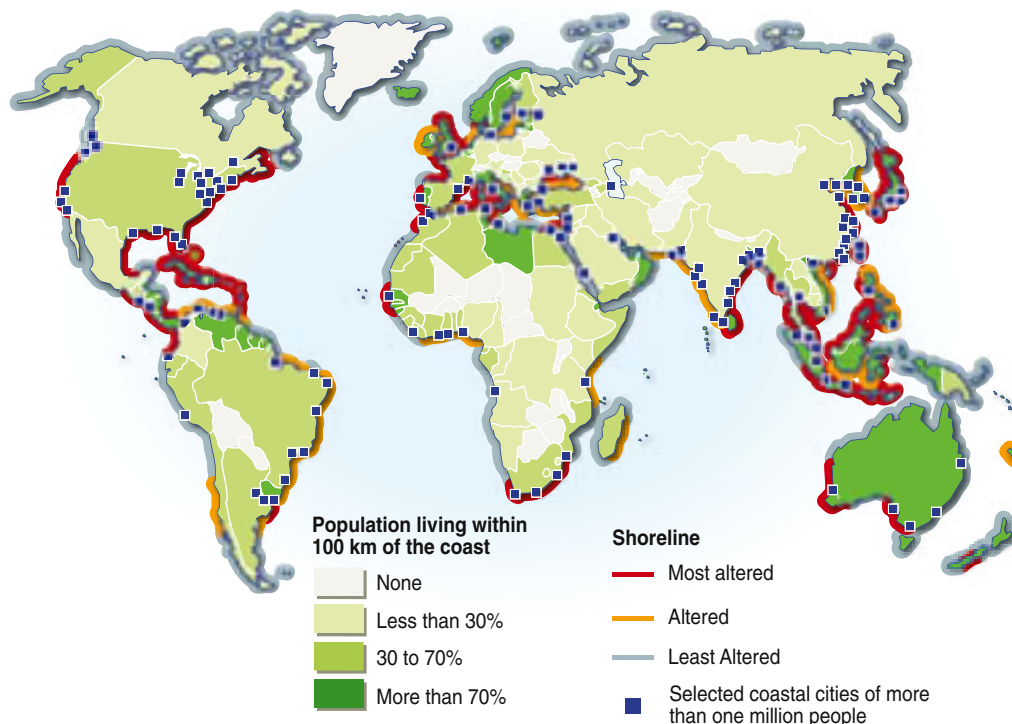 Population living within
100 km of the coast
None
Less than 30%
30 to 70%
More than 70%
Shoreline
Most altered
Altered
Least Altered
Selected coastal cities of more
than one million people